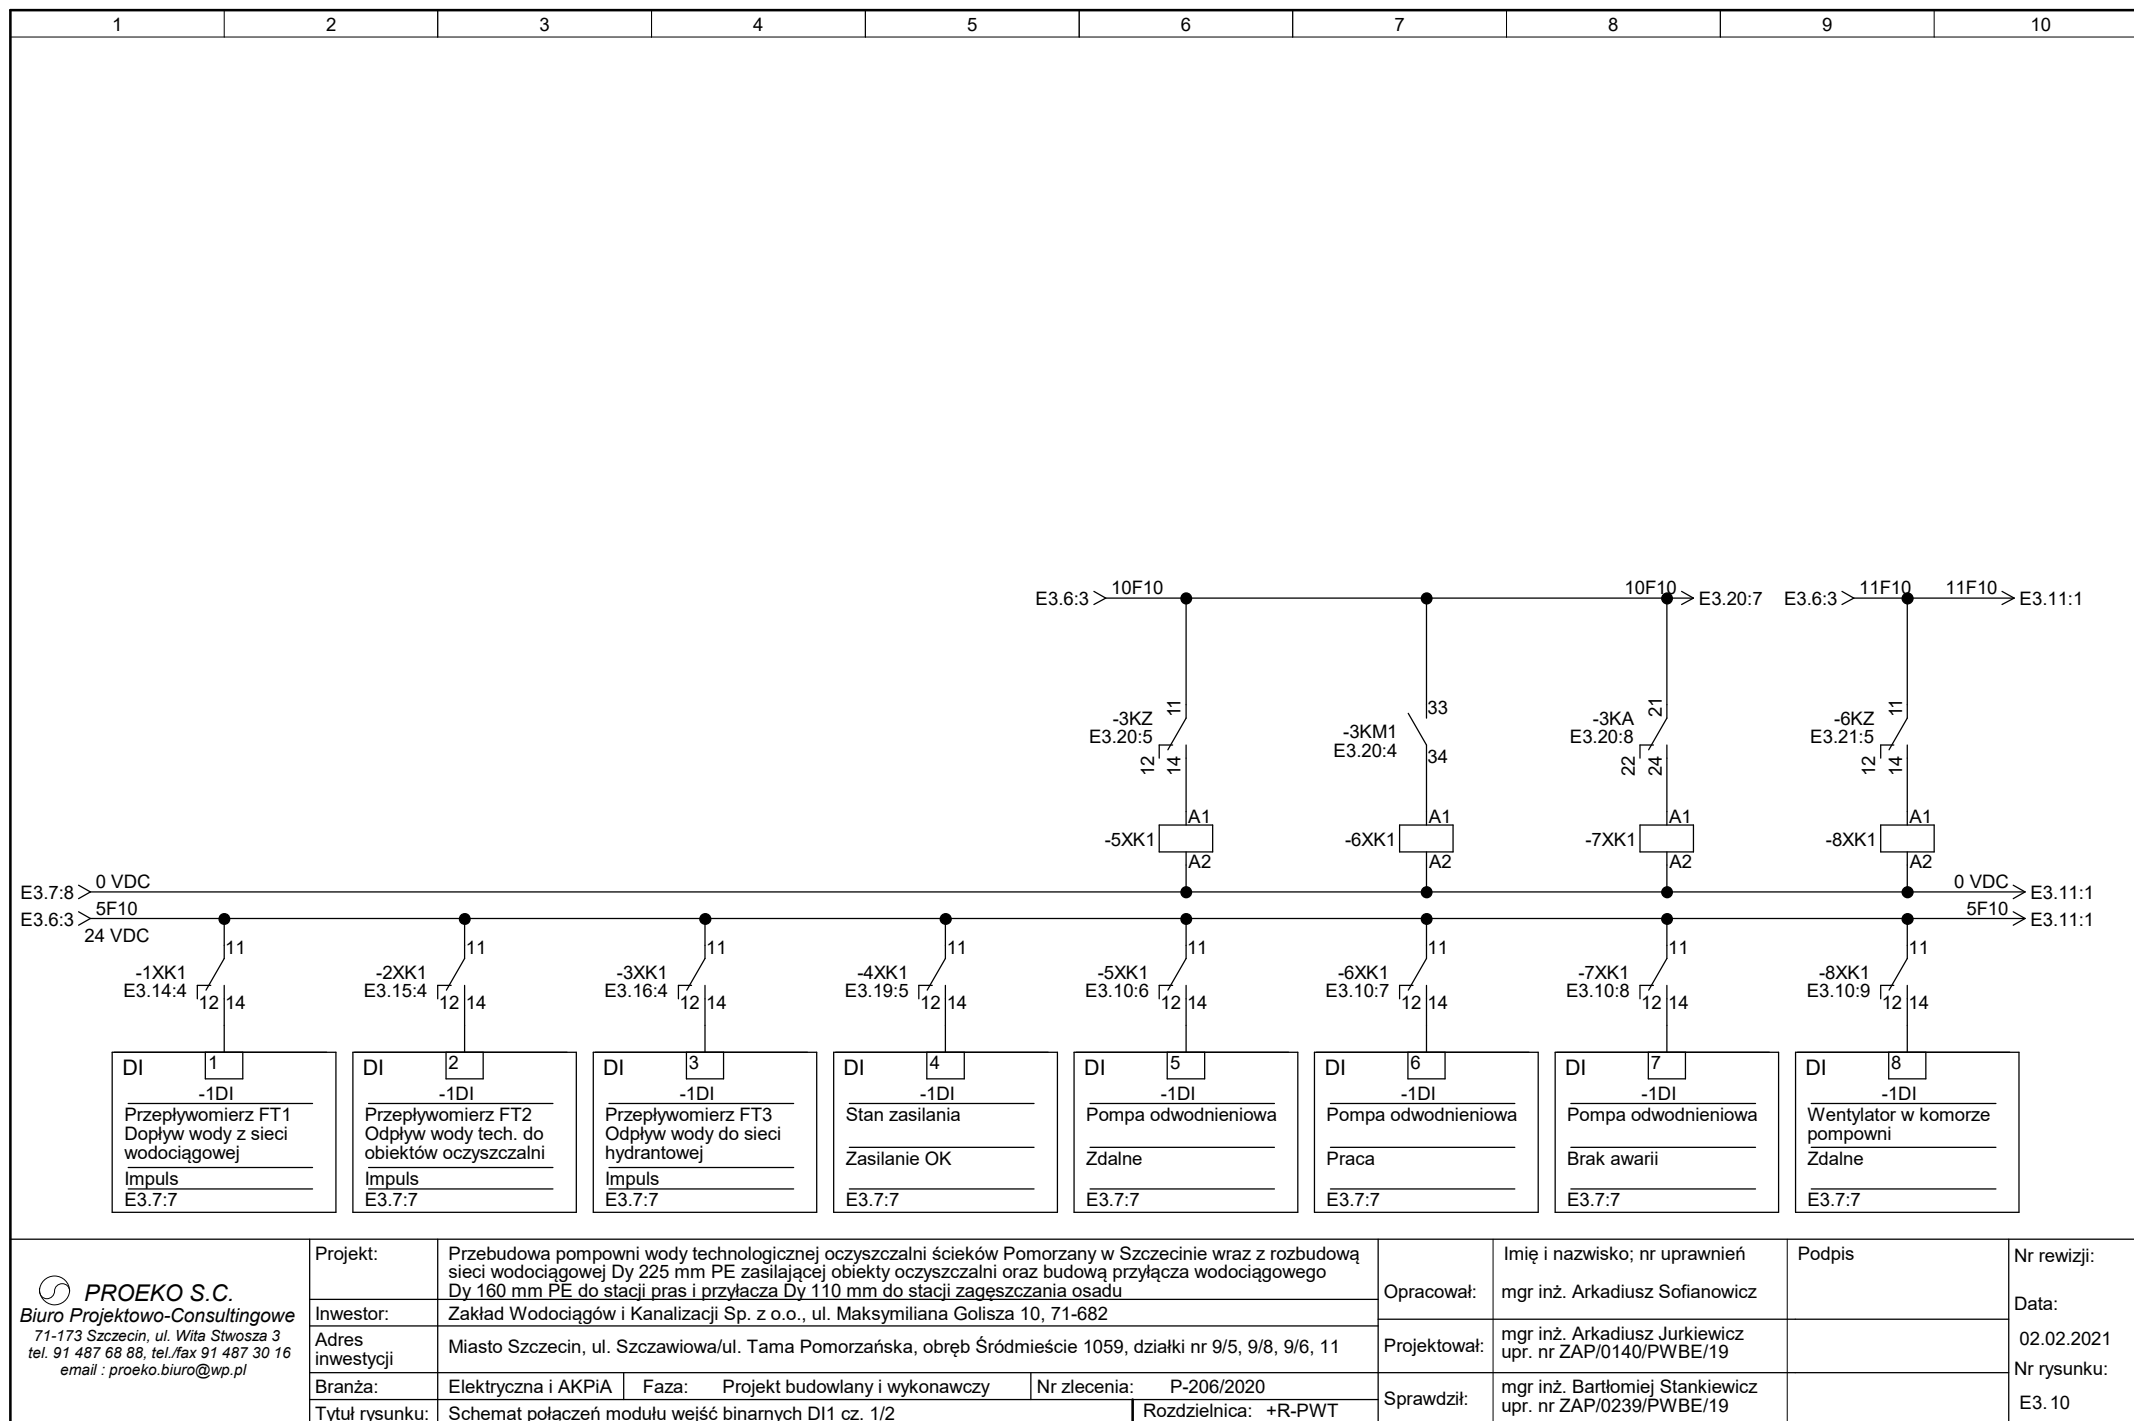 1 2 3 4 5 6 7 8 9 10
E3.6:3 10F10 10F10 E3.20:7 E3.6:3 11F10 11F10 E3.11:1
-3KZ
E3.20:5
11
12 14
-3KM1
E3.20:4
33
34
-3KA
E3.20:8
21
22 24
-6KZ
E3.21:5
11
12 14
-5XK1 A1 A2
-6XK1 A1 A2
-7XK1 A1 A2
-8XK1 A1 A2
E3.7:8 0 VDC 0 VDC E3.11:1
E3.6:3 5F10 5F10 E3.11:1
24 VDC
-1XK1
E3.14:4
11
12 14
-2XK1
E3.15:4
11
12 14
-3XK1
E3.16:4
11
12 14
-4XK1
E3.19:5
11
12 14
-5XK1
E3.10:6
11
12 14
-6XK1
E3.10:7
11
12 14
-7XK1
E3.10:8
11
12 14
-8XK1
E3.10:9
11
12 14
DI 1
-1DI
Przepływomierz FT1
Dopływ wody z sieci
wodociągowej
Impuls
E3.7:7
DI 2
-1DI
Przepływomierz FT2
Odpływ wody tech. do
obiektów oczyszczalni
Impuls
E3.7:7
DI 3
-1DI
Przepływomierz FT3
Odpływ wody do sieci
hydrantowej
Impuls
E3.7:7
DI 4
-1DI
Stan zasilania
Zasilanie OK
E3.7:7
DI 5
-1DI
Pompa odwodnieniowa
Zdalne
E3.7:7
DI 6
-1DI
Pompa odwodnieniowa
Praca
E3.7:7
DI 7
-1DI
Pompa odwodnieniowa
Brak awarii
E3.7:7
DI 8
-1DI
Wentylator w komorze
pompowni
Zdalne
E3.7:7
PROEKO S.C.
Biuro Projektowo-Consultingowe
71-173 Szczecin, ul. Wita Stwosza 3
tel. 91 487 68 88, tel./fax 91 487 30 16
email : proeko.biuro@wp.pl
Projekt:
Przebudowa pompowni wody technologicznej oczyszczalni ścieków Pomorzany w Szczecinie wraz z rozbudową
sieci wodociągowej Dy 225 mm PE zasilającej obiekty oczyszczalni oraz budową przyłącza wodociągowego
Dy 160 mm PE do stacji pras i przyłacza Dy 110 mm do stacji zagęszczania osadu
Inwestor: Zakład Wodociągów i Kanalizacji Sp. z o.o., ul. Maksymiliana Golisza 10, 71-682
Adres
inwestycji
Miasto Szczecin, ul. Szczawiowa/ul. Tama Pomorzańska, obręb Śródmieście 1059, działki nr 9/5, 9/8, 9/6, 11
Branża: Elektryczna i AKPiA Faza: Projekt budowlany i wykonawczy Nr zlecenia: P-206/2020
Tytuł rysunku: Schemat połączeń modułu wejść binarnych DI1 cz. 1/2 Rozdzielnica: +R-PWT
Imię i nazwisko; nr uprawnień Podpis
Opracował: mgr inż. Arkadiusz Sofianowicz
Projektował: mgr inż. Arkadiusz Jurkiewicz
upr. nr ZAP/0140/PWBE/19
Sprawdził: mgr inż. Bartłomiej Stankiewicz
upr. nr ZAP/0239/PWBE/19
Nr rewizji:
Data:
02.02.2021
Nr rysunku:
E3.10